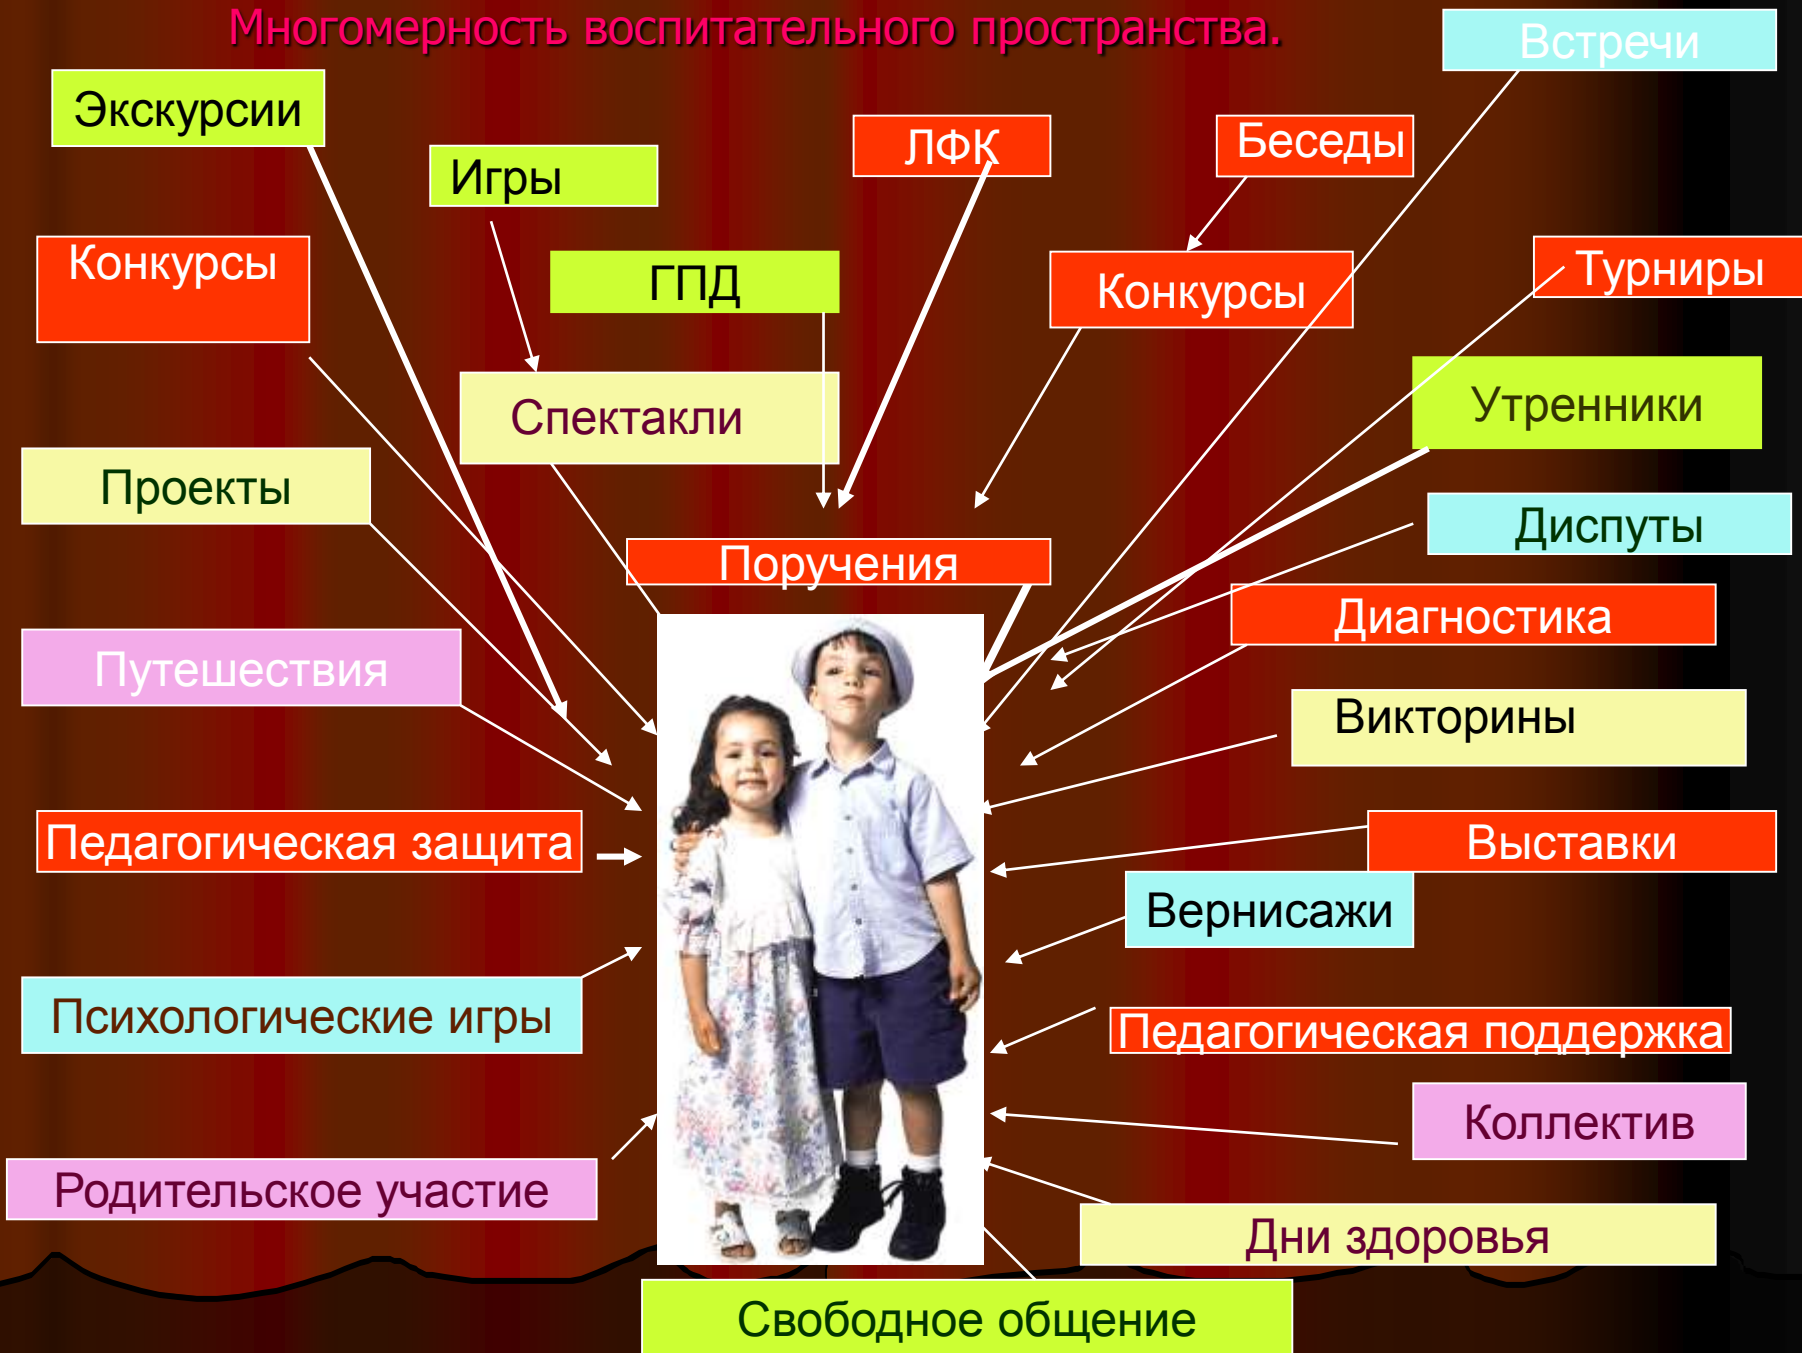 Многомерность воспитательного пространства.
Встречи
Экскурсии
ЛФК
Беседы
Игры
Конкурсы
ГПД
Конкурсы
Турниры
Спектакли
Утренники
Проекты
Диспуты
Поручения
Диагностика
Путешествия
Викторины
Педагогическая защита
Выставки
Вернисажи
Психологические игры
Педагогическая поддержка
Коллектив
Родительское участие
Дни здоровья
Свободное общение